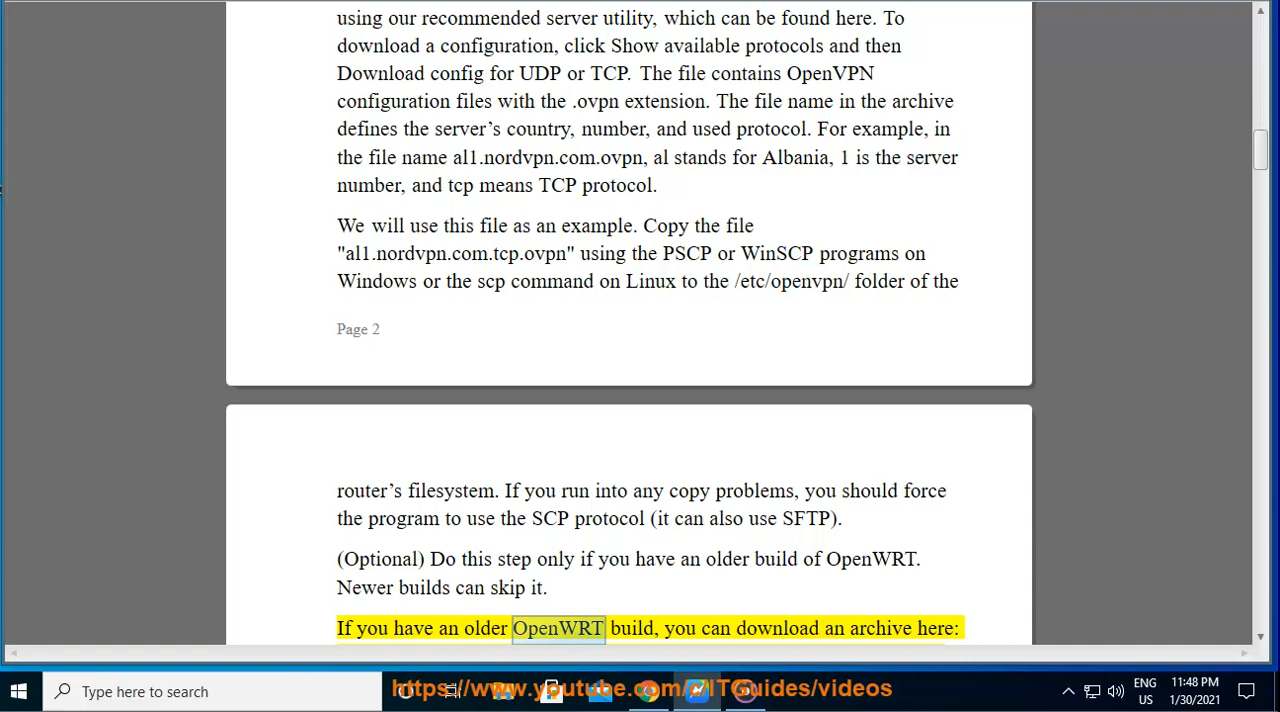 using our recommended server utility, which can be found here. To
download a configuration, click Show available protocols and then
Download config for UDP or TCP. The file contains OpenVPN
configuration files with the .ovpn extension. The file name in the archive
defines the server’s country, number, and used protocol. For example, in
the file name al1.nordvpn.com.ovpn, al stands for Albania, 1 is the server
number, and tcp means TCP protocol.
We will use this file as an example. Copy the file
"al1.nordvpn.com.tcp.ovpn" using the PSCP or WinSCP programs on
Windows or the scp command on Linux to the /etc/openvpn/ folder of the
Page 2
router’s filesystem. If you run into any copy problems, you should force
the program to use the SCP protocol (it can also use SFTP).
(Optional) Do this step only if you have an older build of OpenWRT.
Newer builds can skip it.
If you have an older OpenWRT build, you can download an archive here:
Type here to search
https://www.youtube.com/@ITGuides/videos
ENG
US
11:48 PM
1/30/2021